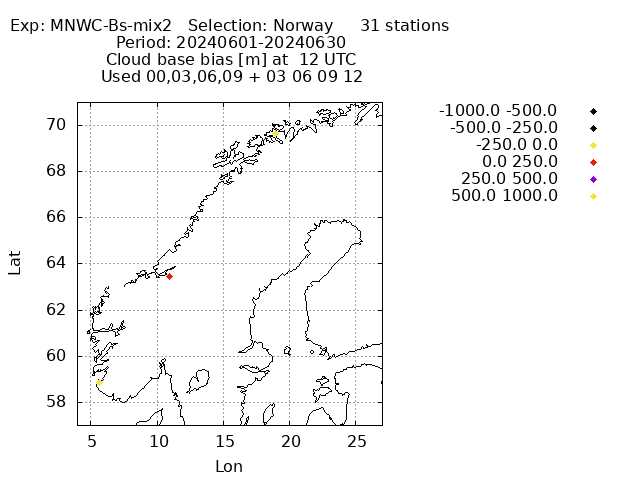 Exp: MNWC-Bs-mix2   Selection: Norway      31 stations
Period: 20240601-20240630
Cloud base bias [m] at  12 UTC
Used 00,03,06,09 + 03 06 09 12
-1000.0 -500.0
-500.0 -250.0
-250.0 0.0
0.0 250.0
250.0 500.0
500.0 1000.0
70
68
66
64
62
60
58
Lat
5 10 15 20 25
Lon